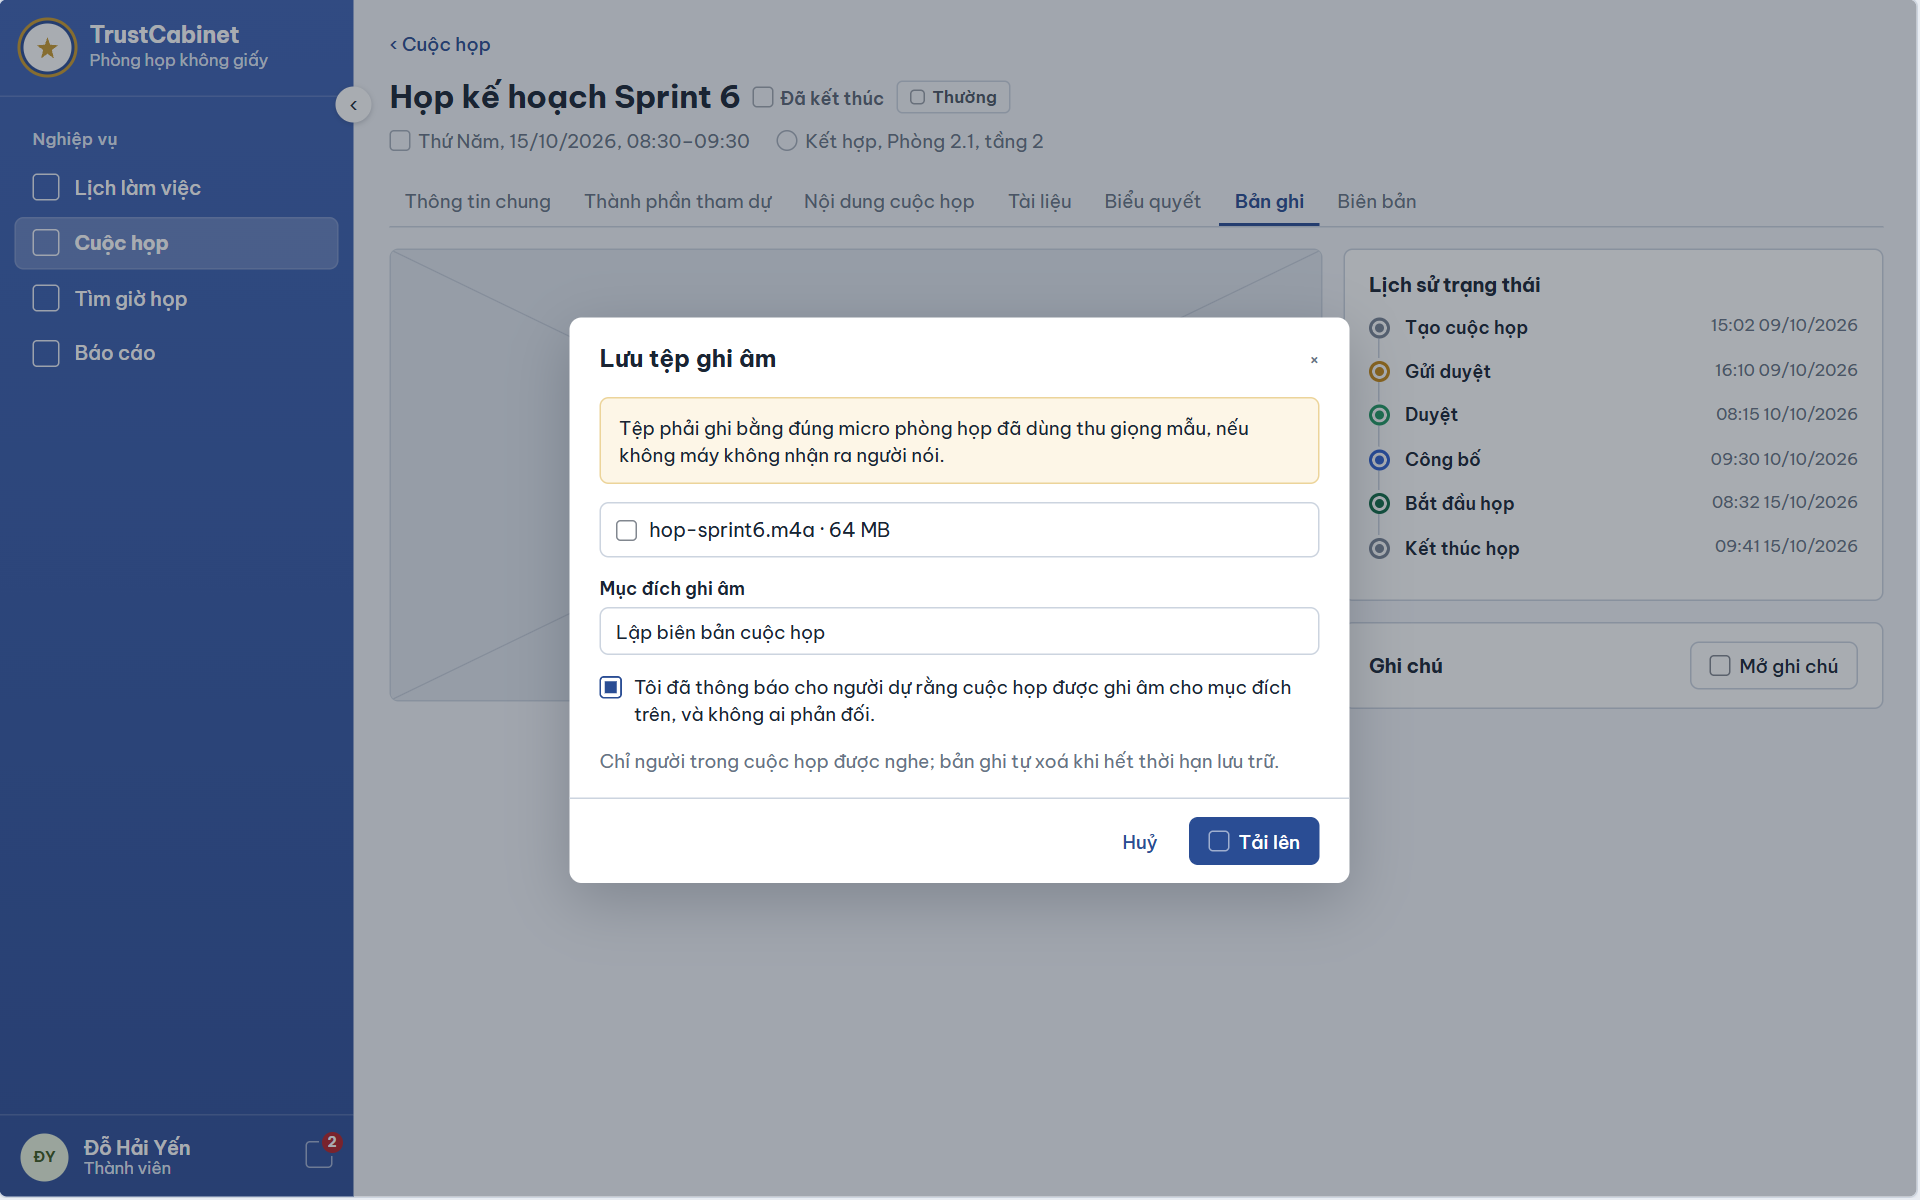 TrustCabinet
Phòng họp không giấy
Nghiệp vụ
Lịch làm việc
Cuộc họp
Tìm giờ họp
Báo cáo
ĐY
Đỗ Hải Yến
Thành viên
2
‹ Cuộc họp
Họp kế hoạch Sprint 6
Đã kết thúc
Thường
Thứ Năm, 15/10/2026, 08:30–09:30
Kết hợp, Phòng 2.1, tầng 2
Thông tin chung
Thành phần tham dự
Nội dung cuộc họp
Tài liệu
Biểu quyết
Bản ghi
Biên bản
Lưu tệp ghi âm
×
Tệp phải ghi bằng đúng micro phòng họp đã dùng thu giọng mẫu, nếu
không máy không nhận ra người nói.
hop-sprint6.m4a · 64 MB
Mục đích ghi âm
Lập biên bản cuộc họp
Tôi đã thông báo cho người dự rằng cuộc họp được ghi âm cho mục đích
trên, và không ai phản đối.
Chỉ người trong cuộc họp được nghe; bản ghi tự xoá khi hết thời hạn lưu trữ.
Huỷ
Tải lên
Lịch sử trạng thái
Tạo cuộc họp 15:02 09/10/2026
Gửi duyệt 16:10 09/10/2026
Duyệt 08:15 10/10/2026
Công bố 09:30 10/10/2026
Bắt đầu họp 08:32 15/10/2026
Kết thúc họp 09:41 15/10/2026
Ghi chú
Mở ghi chú